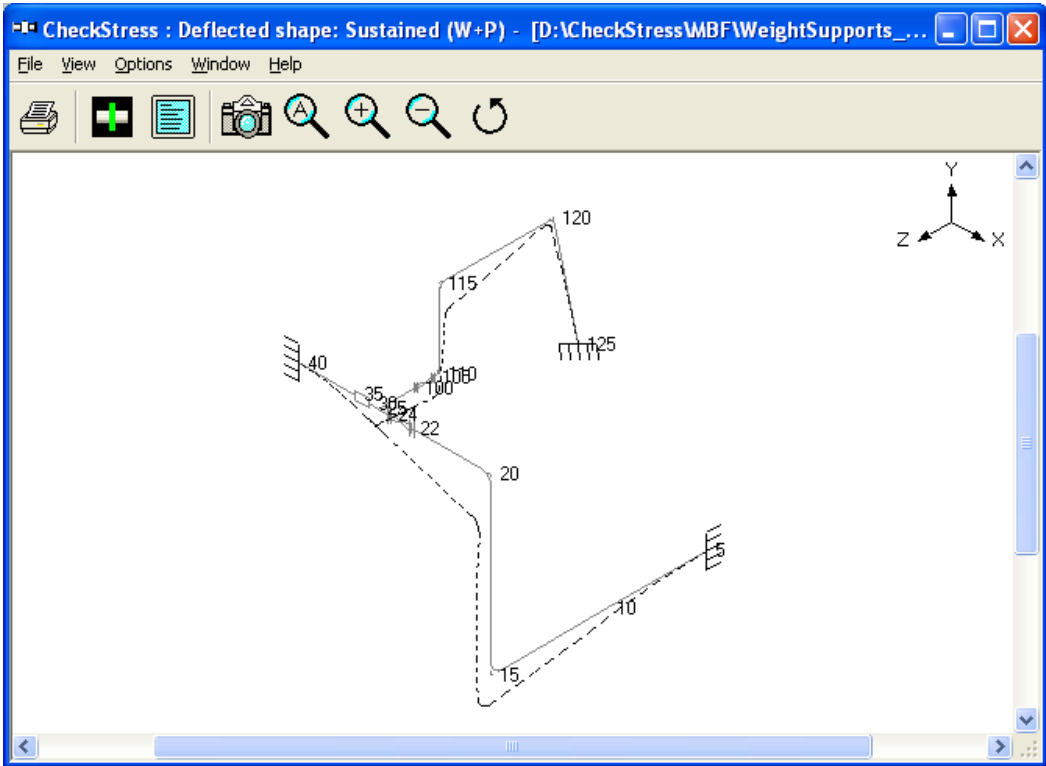 CheckStress : Deflected shape: Sustained (W+P) - [D:\CheckStress\MBF\WeightSupports_...
File View Options Window Help
A
Y
Z X
120
115
125
40
110
100
35
24
22
20
5
10
15